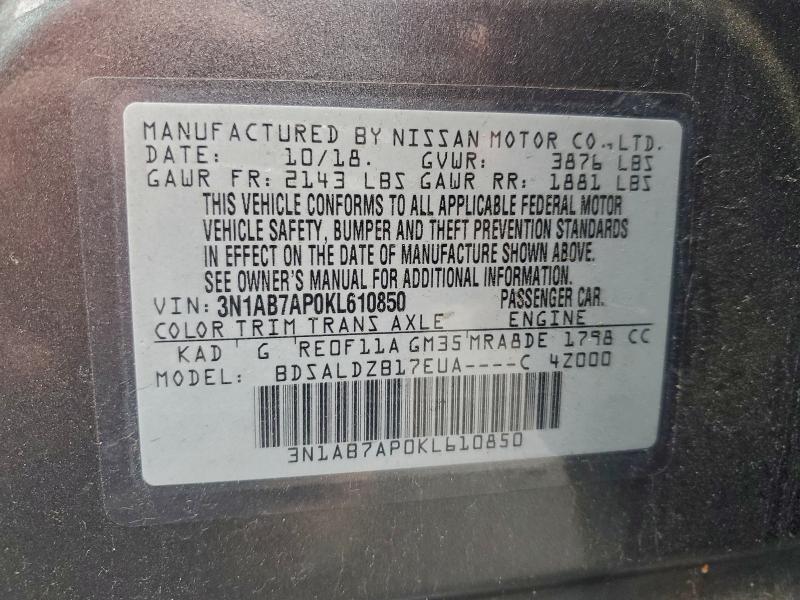 MANUFACTURED BY NISSAN MOTOR CO., LTD.
DATE: 10/18. GVWR: 3876 LBS
GAWR FR: 2143 LBS GAWR RR: 1881 LBS
THIS VEHICLE CONFORMS TO ALL APPLICABLE FEDERAL MOTOR
VEHICLE SAFETY, BUMPER AND THEFT PREVENTION STANDARDS
IN EFFECT ON THE DATE OF MANUFACTURE SHOWN ABOVE.
SEE OWNER'S MANUAL FOR ADDITIONAL INFORMATION.
VIN: 3N1AB7AP0KL610850 PASSENGER CAR.
COLOR TRIM TRANS AXLE ENGINE
KAD G RE0F11A GM35 MRA8DE 1798 CC
MODEL: BDSALDZB17EUA----C 4Z000
3N1AB7AP0KL610850